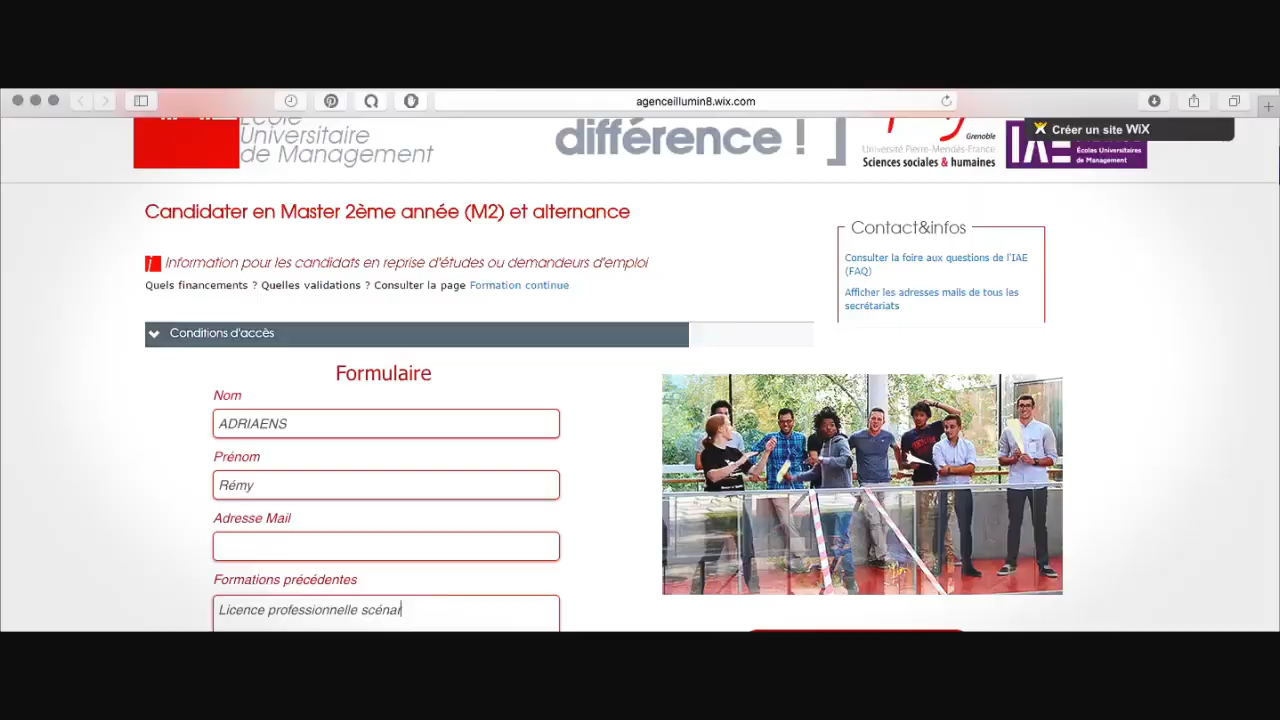 agenceillumin8.wix.com
École
Universitaire
de Management
différence !
Grenoble
Université Pierre-Mendès-France
Sciences sociales & humaines
Écoles Universitaires
de Management
Créer un site WiX
Candidater en Master 2ème année (M2) et alternance
Information pour les candidats en reprise d'études ou demandeurs d'emploi
Quels financements ? Quelles validations ? Consulter la page Formation continue
Contact&infos
Consulter la foire aux questions de l'IAE
(FAQ)
Afficher les adresses mails de tous les
secrétariats
Conditions d'accès
Formulaire
Nom
ADRIAENS
Prénom
Rémy
Adresse Mail
Formations précédentes
Licence professionnelle scénar